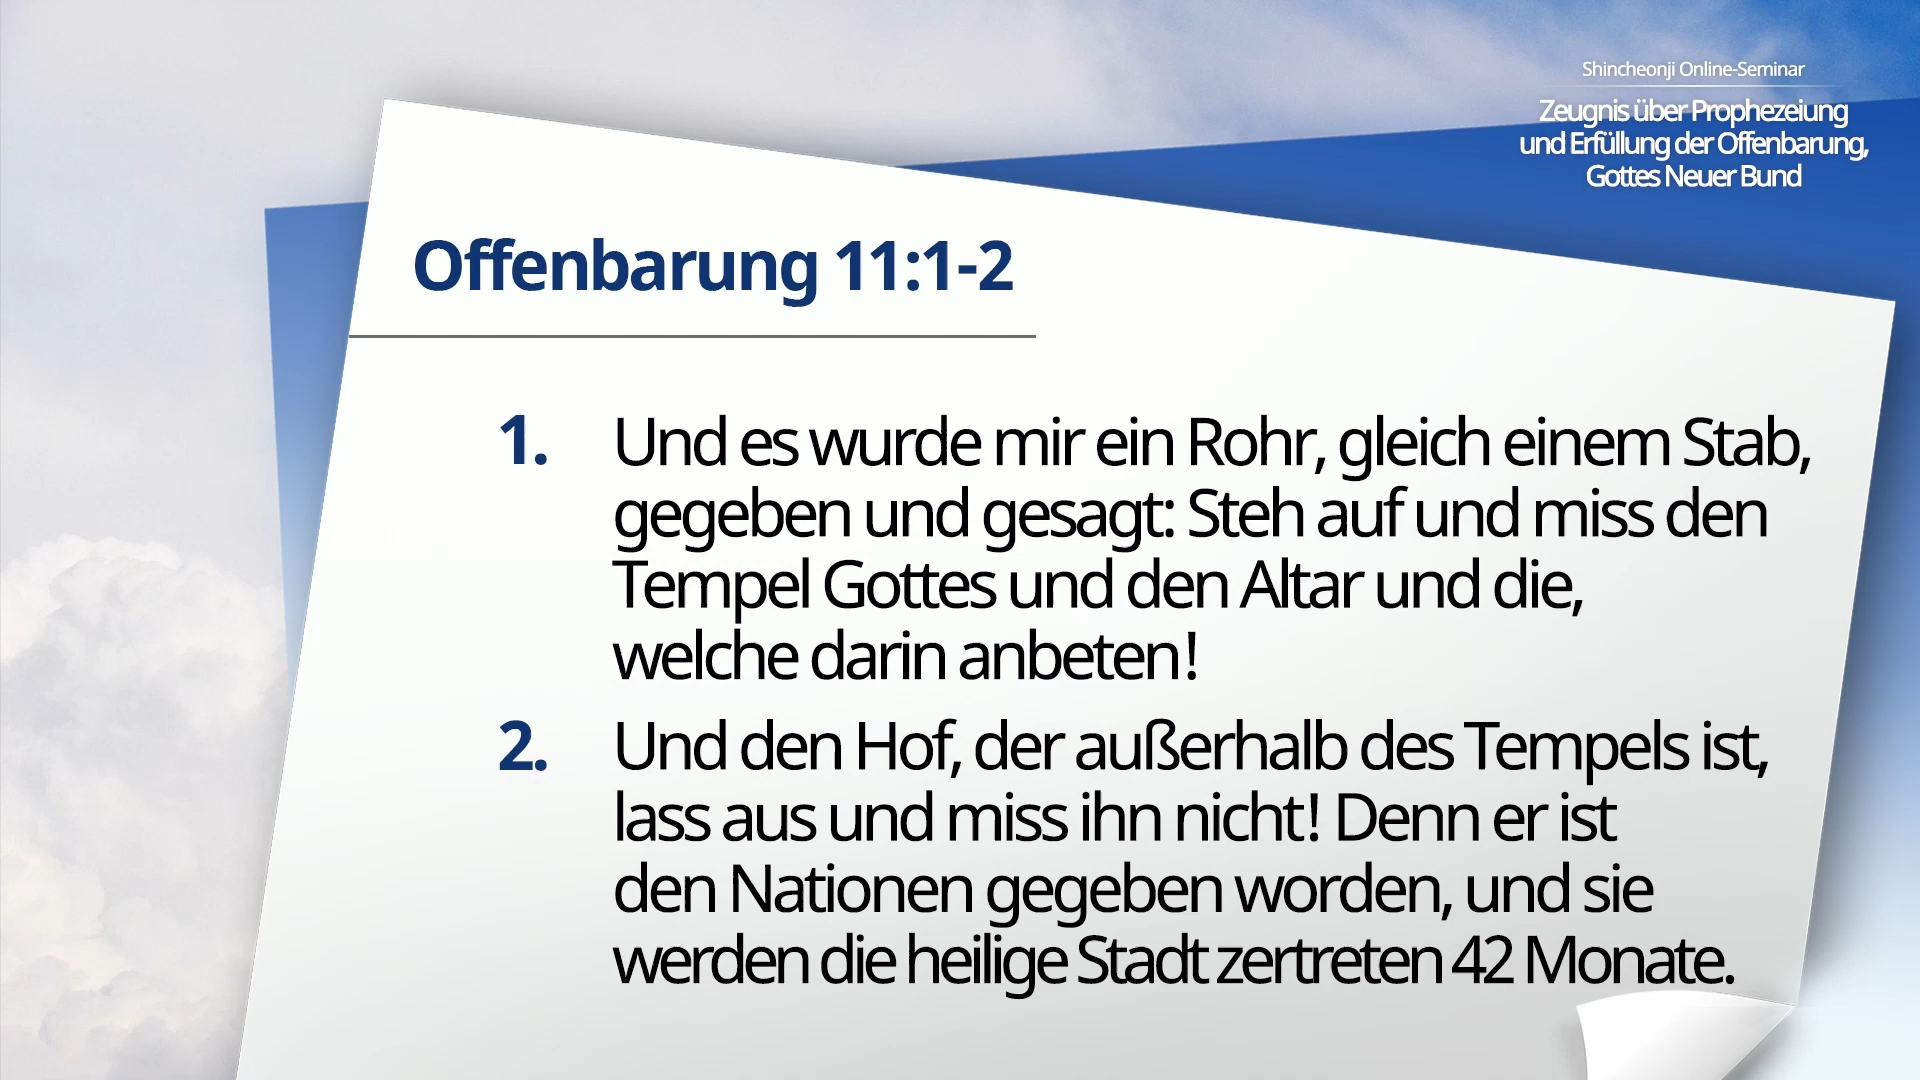 Shincheonji Online-Seminar
Zeugnis über Prophezeiung
und Erfüllung der Offenbarung,
Gottes Neuer Bund
Offenbarung 11:1-2
1. Und es wurde mir ein Rohr, gleich einem Stab,
gegeben und gesagt: Steh auf und miss den
Tempel Gottes und den Altar und die,
welche darin anbeten!
2. Und den Hof, der außerhalb des Tempels ist,
lass aus und miss ihn nicht! Denn er ist
den Nationen gegeben worden, und sie
werden die heilige Stadt zertreten 42 Monate.